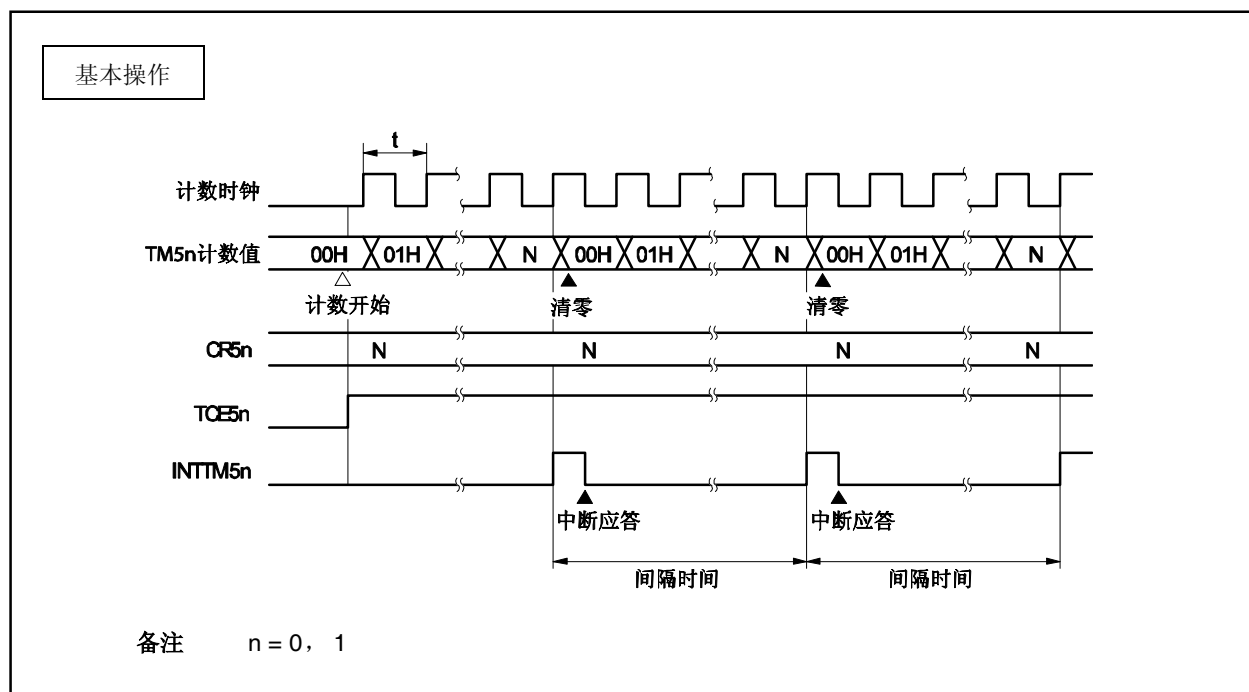 基本操作
t
计数时钟
TM5n计数值 00H 01H N 00H 01H N 00H 01H N
计数开始 清零 清零
CR5n N N N N
TCE5n
INTTM5n
中断应答 中断应答
间隔时间 间隔时间
备注 n = 0， 1